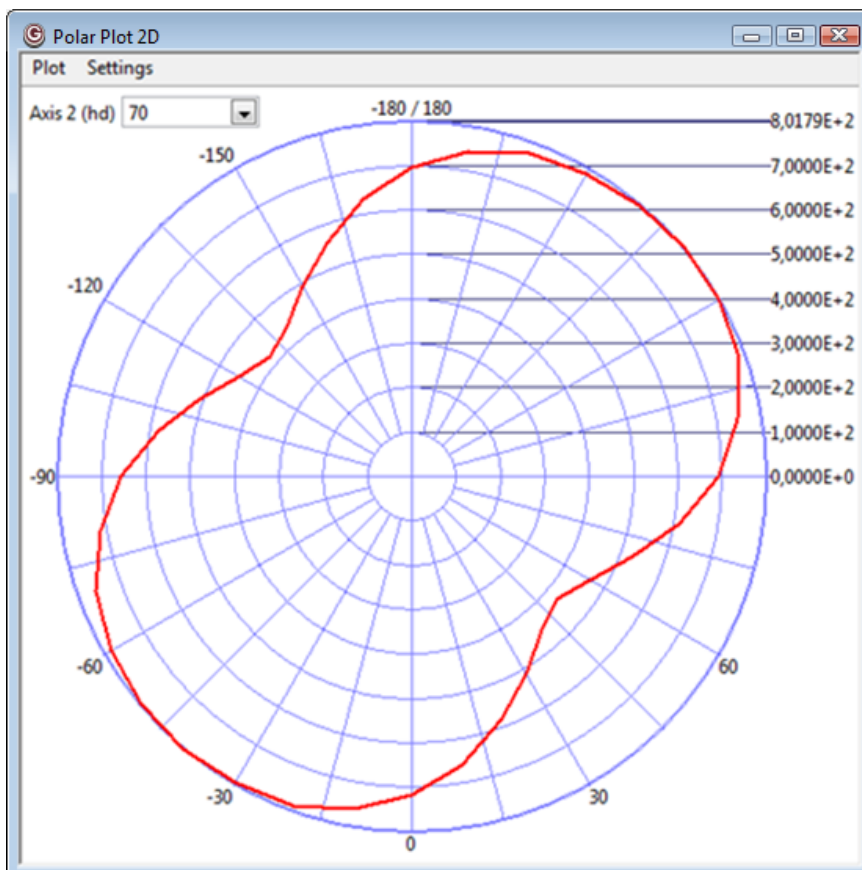 Polar Plot 2D
Plot Settings
Axis 2 (hd) 70
-180 / 180
8,0179E+2
-150
7,0000E+2
6,0000E+2
5,0000E+2
-120
4,0000E+2
3,0000E+2
2,0000E+2
1,0000E+2
-90
0,0000E+0
-60
60
-30
30
0